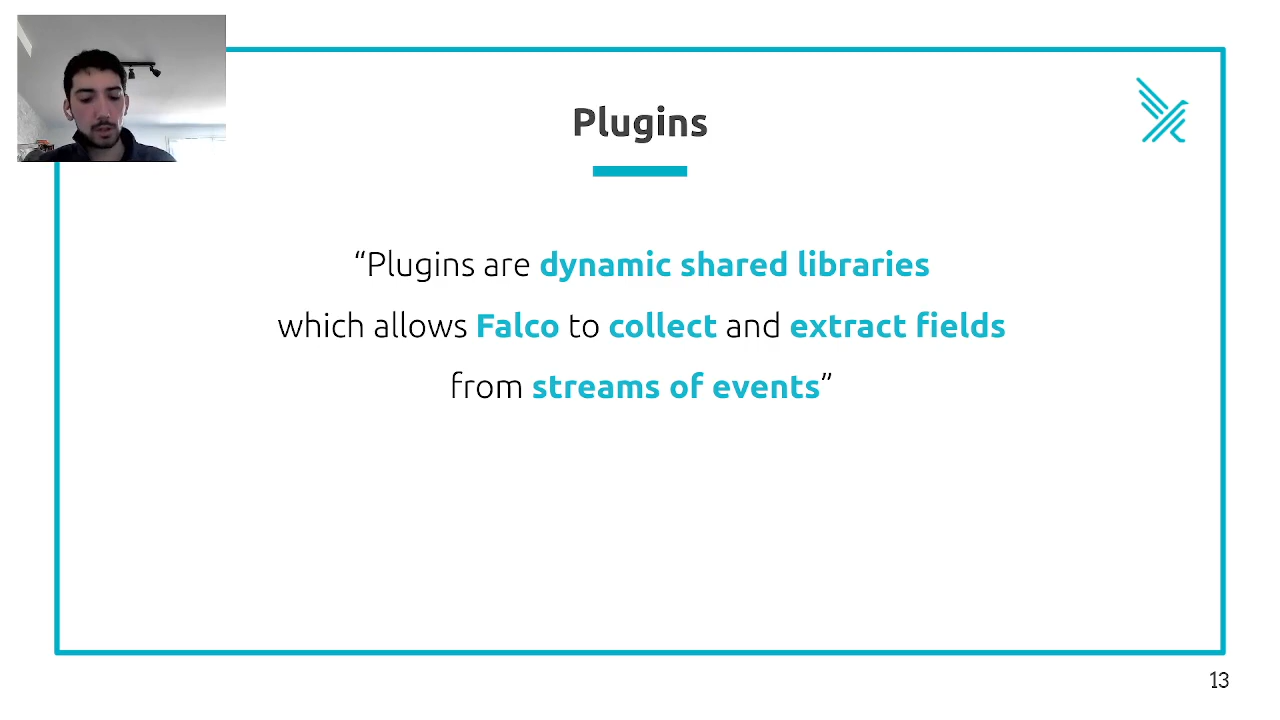 Plugins
“Plugins are dynamic shared libraries
which allows Falco to collect and extract fields
from streams of events”
13